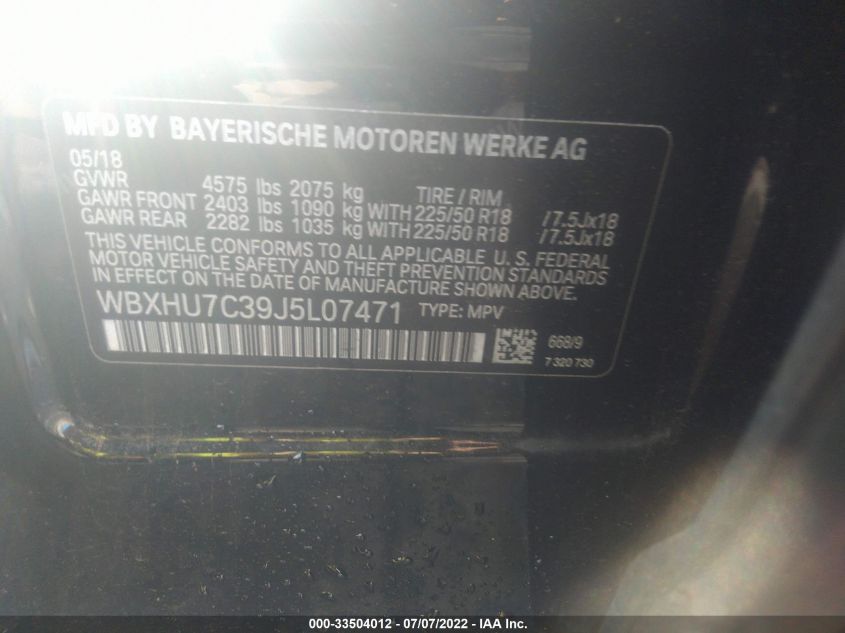 MFD BY BAYERISCHE MOTOREN WERKE AG
05/18
GVWR 4575 lbs 2075 kg TIRE / RIM
GAWR FRONT 2403 lbs 1090 kg WITH 225/50 R18 /7.5Jx18
GAWR REAR 2282 lbs 1035 kg WITH 225/50 R18 /7.5Jx18
THIS VEHICLE CONFORMS TO ALL APPLICABLE U. S. FEDERAL
MOTOR VEHICLE SAFETY AND THEFT PREVENTION STANDARDS
IN EFFECT ON THE DATE OF MANUFACTURE SHOWN ABOVE.
WBXHU7C39J5L07471 TYPE: MPV
668/9
7 320 730
000-33504012 - 07/07/2022 - IAA Inc.